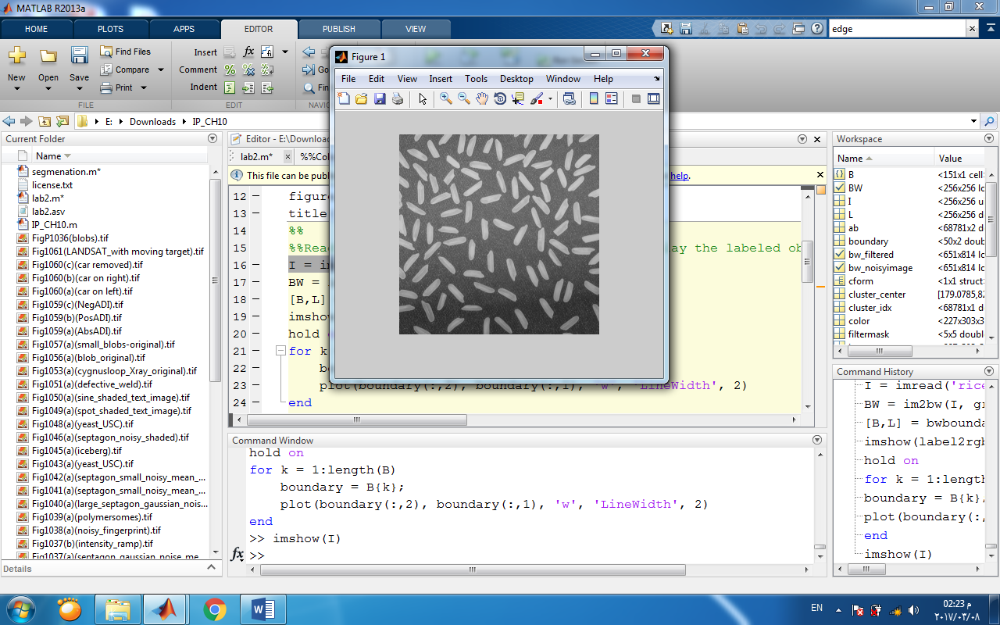 MATLAB R2013a
HOME PLOTS APPS EDITOR PUBLISH VIEW edge
New Open Save Find Files Compare Print
Insert Comment Indent
FILE EDIT
Figure 1
File Edit View Insert Tools Desktop Window Help
E: Downloads IP_CH10
Current Folder
Name
segmenation.m*
license.txt
lab2.m*
lab2.asv
IP_CH10.m
FigP1036(blobs).tif
Fig1061(LANDSAT_with moving target).tif
Fig1060(c)(car removed).tif
Fig1060(b)(car on right).tif
Fig1060(a)(car on left).tif
Fig1059(c)(NegADI).tif
Fig1059(b)(PosADI).tif
Fig1059(a)(AbsADI).tif
Fig1057(a)(small_blobs-original).tif
Fig1056(a)(blob_original).tif
Fig1053(a)(cygnusloop_Xray_original).tif
Fig1051(a)(defective_weld).tif
Fig1050(a)(sine_shaded_text_image).tif
Fig1049(a)(spot_shaded_text_image).tif
Fig1048(a)(yeast_USC).tif
Fig1046(a)(septagon_noisy_shaded).tif
Fig1045(a)(iceberg).tif
Fig1043(a)(yeast_USC).tif
Fig1042(a)(septagon_small_noisy_mean_...
Fig1041(a)(septagon_small_noisy_mean_...
Fig1040(a)(large_septagon_gaussian_nois...
Fig1039(a)(polymersomes).tif
Fig1038(a)(noisy_fingerprint).tif
Fig1037(b)(intensity_ramp).tif
Fig1037(a)(septagon_gaussian_noise_me...
Details
Editor - E:\Download
lab2.m* %%Col
This file can be pub help.
12 figure
13 title
14 %%
15 %%Rea ay the labeled ob
16 I = i
17 BW =
18 [B,L]
19 imshow
20 hold
21 for k
22 bo
23 plot(boundary(:,2), boundary(:,1), 'w', 'LineWidth', 2)
24 end
Command Window
hold on
for k = 1:length(B)
boundary = B{k};
plot(boundary(:,2), boundary(:,1), 'w', 'LineWidth', 2)
end
>> imshow(I)
fx >>
Workspace
Name Value
B <151x1 cell>
BW <256x256 lo
I <256x256 u
L <256x256 d
ab <68781x2 d
boundary <50x2 doub
bw_filtered <651x814 lo
bw_noisyimage <651x814 lo
cform <1x1 struct>
cluster_center [179.0785,82
cluster_idx <68781x1 d
color <227x303x3
filtermask <5x5 doubl
Command History
I = imread('rice
BW = im2bw(I, gr
[B,L] = bwbounda
imshow(label2rgb
hold on
for k = 1:length
boundary = B{k};
plot(boundary(:,
end
imshow(I)
EN
02:23 م
٢٠١٧/٠٣/٠٨